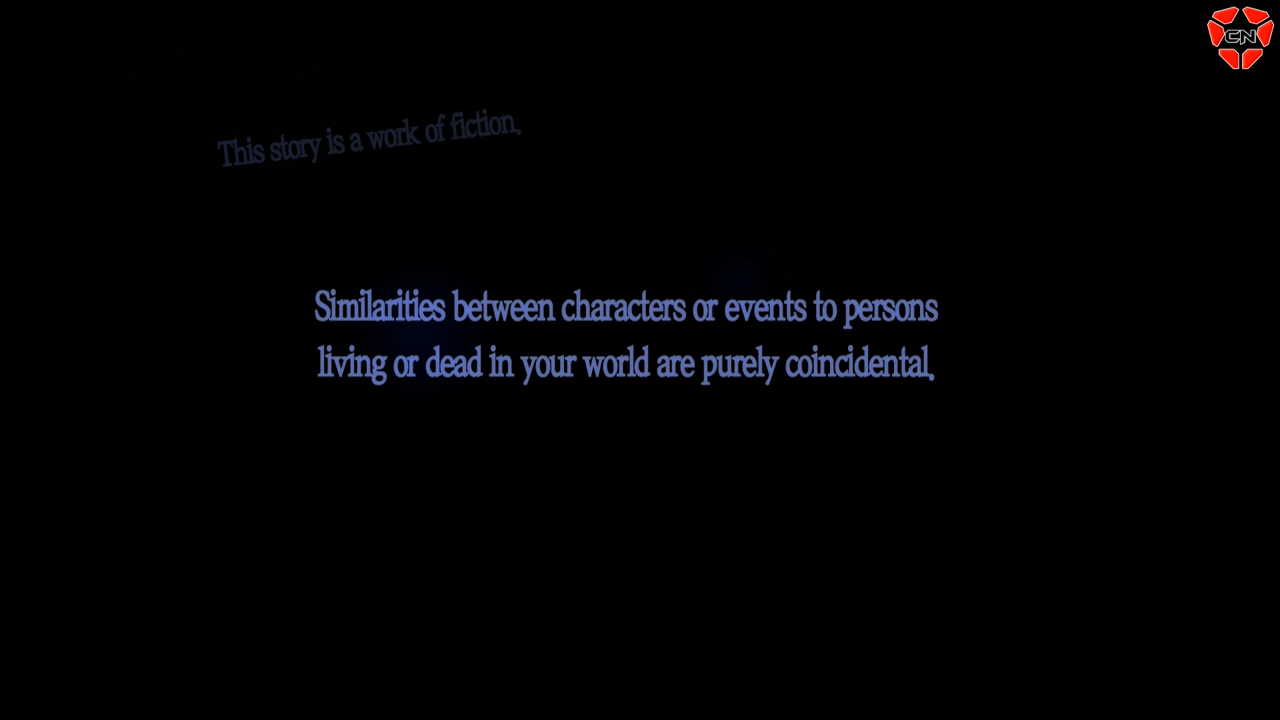 CN
This story is a work of fiction.
Similarities between characters or events to persons
living or dead in your world are purely coincidental.